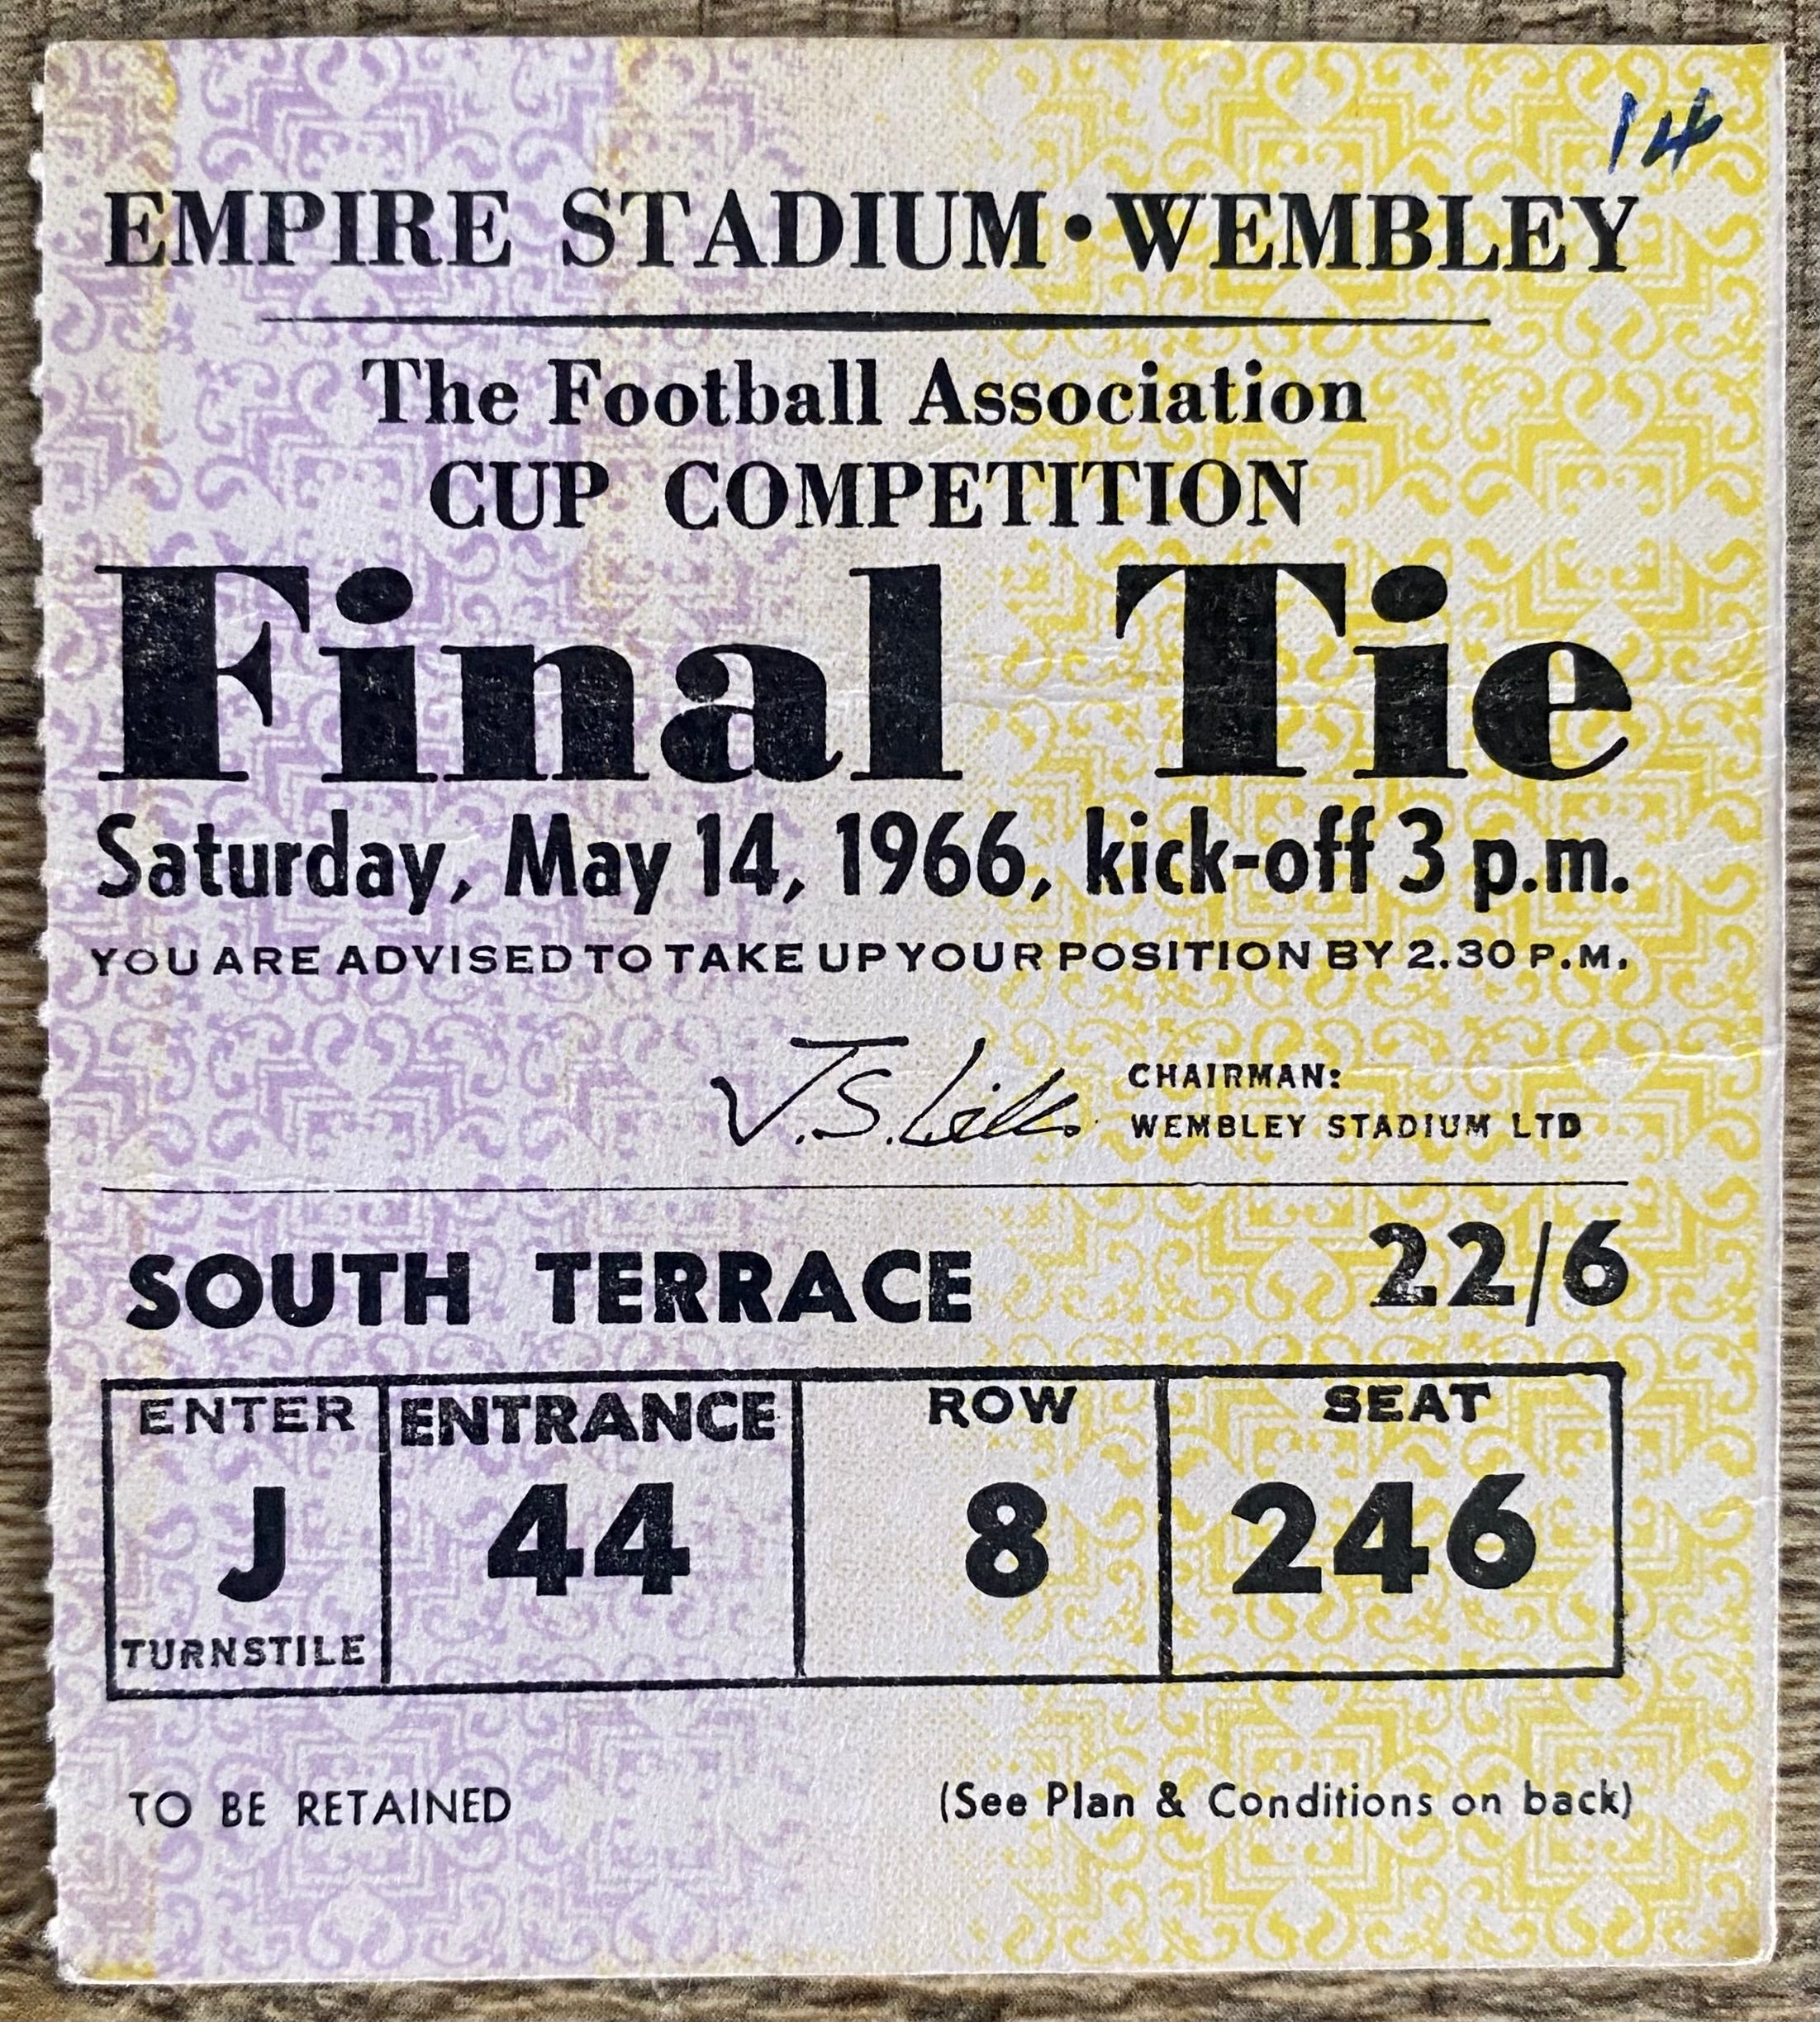 14
EMPIRE STADIUM • WEMBLEY
The Football Association
CUP COMPETITION
Final Tie
Saturday, May 14, 1966, kick-off 3 p.m.
YOU ARE ADVISED TO TAKE UP YOUR POSITION BY 2.30 P.M.
J.S.
CHAIRMAN:
WEMBLEY STADIUM LTD
SOUTH TERRACE 22/6
ENTER ENTRANCE ROW SEAT
J 44 8 246
TURNSTILE
TO BE RETAINED (See Plan & Conditions on back)